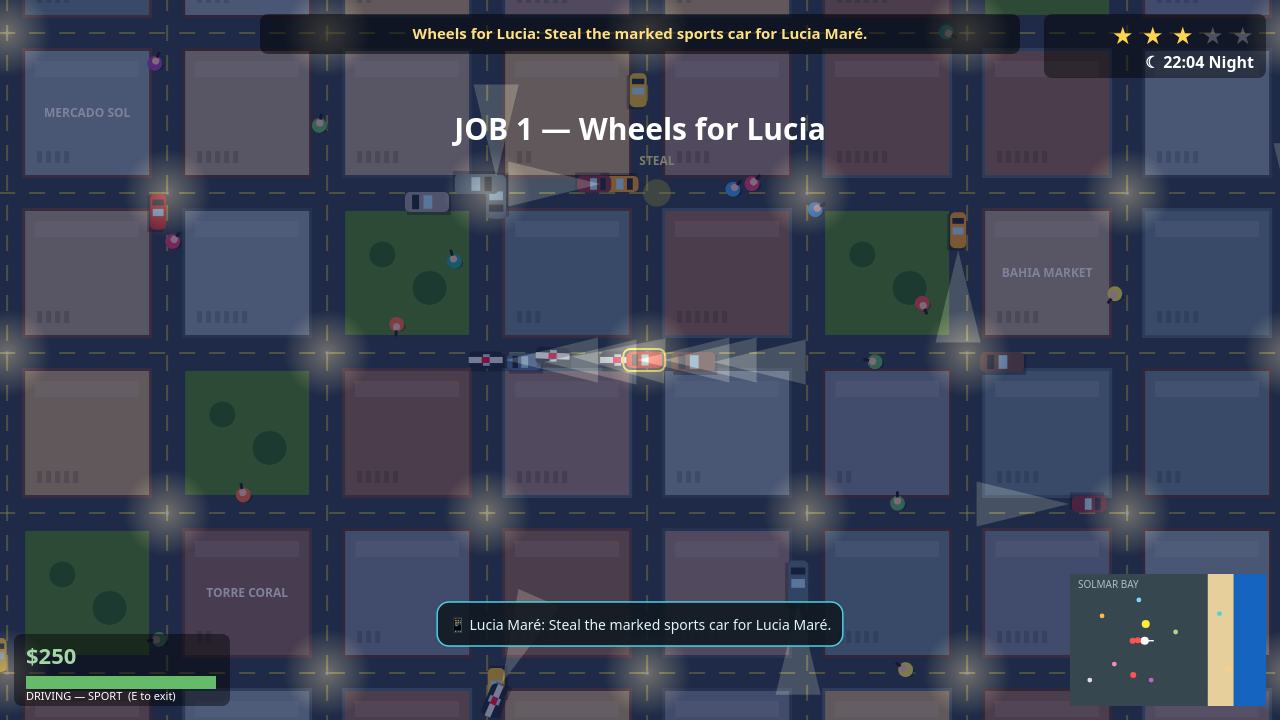 Wheels for Lucia: Steal the marked sports car for Lucia Maré.
★ ★ ★ ★ ★
☾ 22:04 Night
MERCADO SOL
JOB 1 — Wheels for Lucia
STEAL
BAHIA MARKET
TORRE CORAL
SOLMAR BAY
📱 Lucia Maré: Steal the marked sports car for Lucia Maré.
$250
DRIVING — SPORT (E to exit)